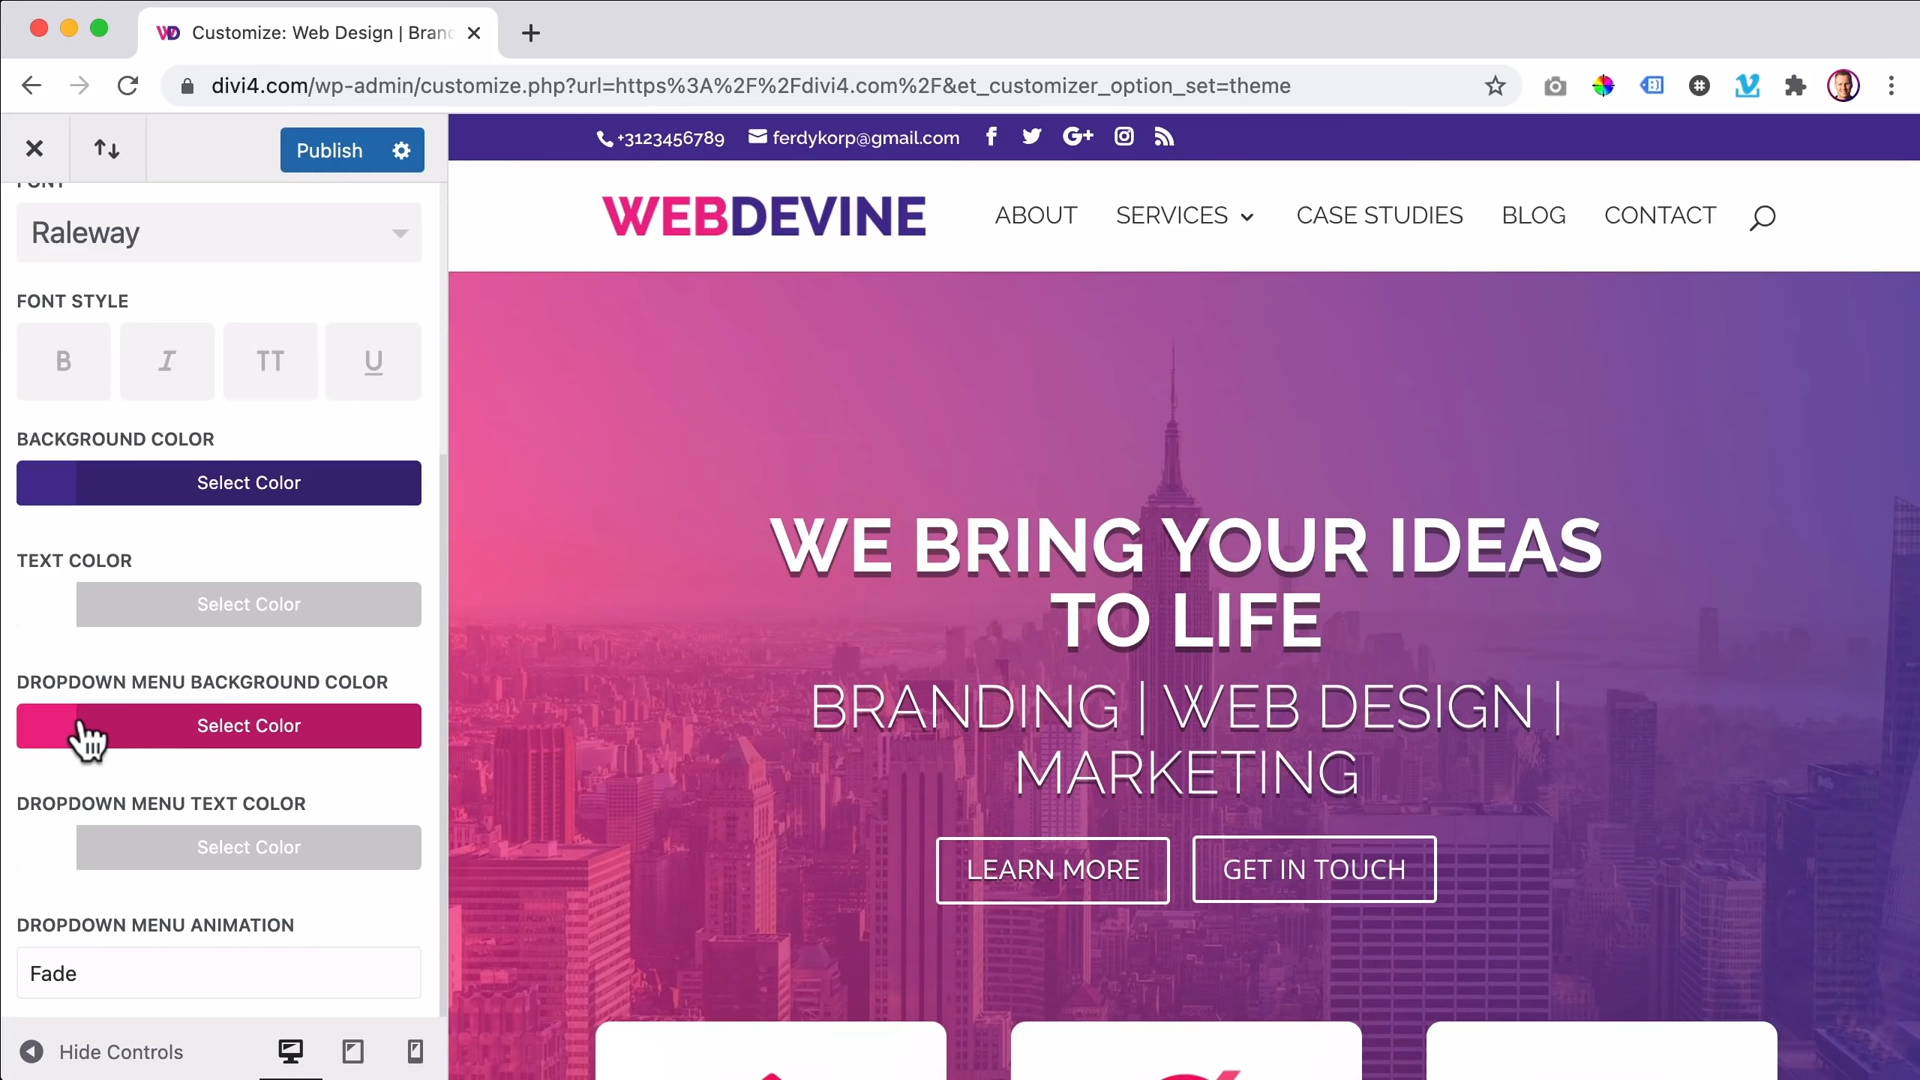 Customize: Web Design | Bran
divi4.com/wp-admin/customize.php?url=https%3A%2F%2Fdivi4.com%2F&et_customizer_option_set=theme
Publish
FONT
Raleway
FONT STYLE
B I TT U
BACKGROUND COLOR
Select Color
TEXT COLOR
Select Color
DROPDOWN MENU BACKGROUND COLOR
Select Color
DROPDOWN MENU TEXT COLOR
Select Color
DROPDOWN MENU ANIMATION
Fade
Hide Controls
+3123456789 ferdykorp@gmail.com
WEBDEVINE
ABOUT SERVICES CASE STUDIES BLOG CONTACT
WE BRING YOUR IDEAS
TO LIFE
BRANDING | WEB DESIGN |
MARKETING
LEARN MORE GET IN TOUCH